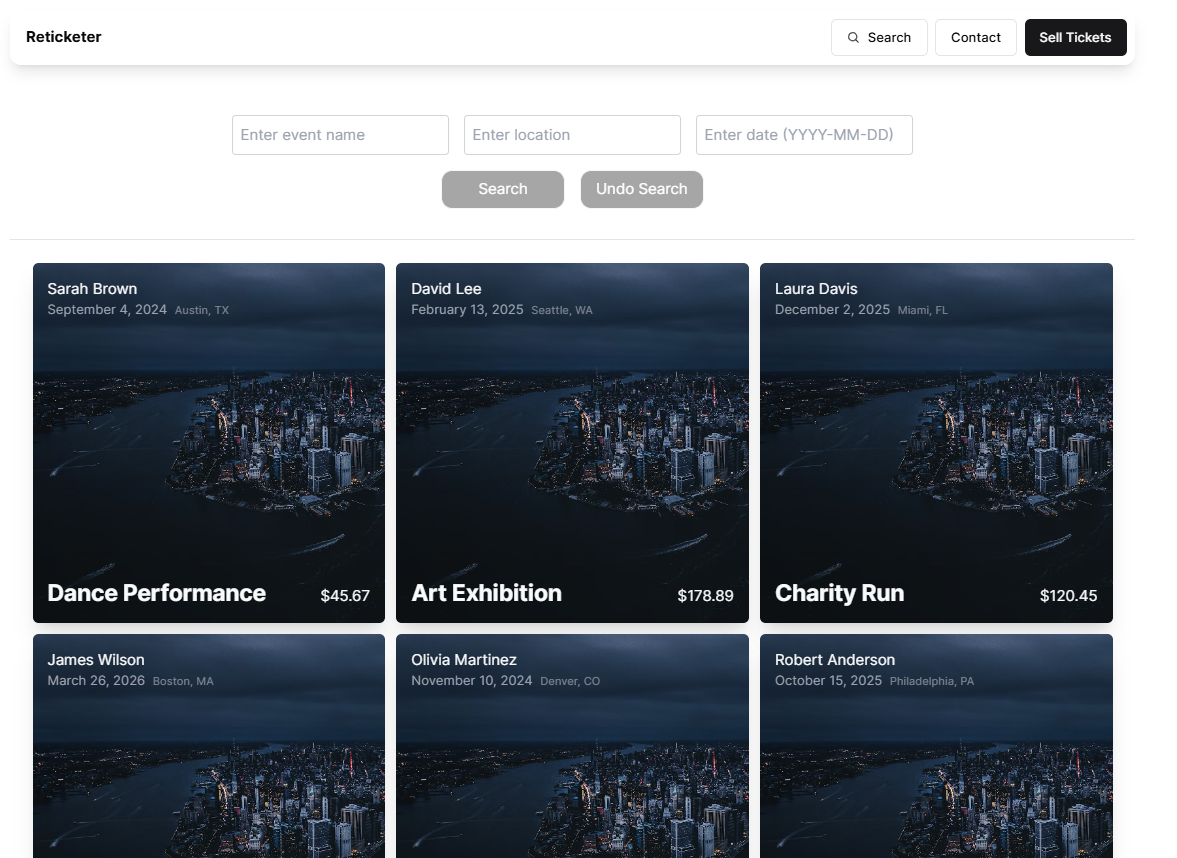 Reticketer
Search
Contact
Sell Tickets
Enter event name
Enter location
Enter date (YYYY-MM-DD)
Search
Undo Search
Sarah Brown
September 4, 2024 Austin, TX
Dance Performance $45.67
David Lee
February 13, 2025 Seattle, WA
Art Exhibition $178.89
Laura Davis
December 2, 2025 Miami, FL
Charity Run $120.45
James Wilson
March 26, 2026 Boston, MA
Olivia Martinez
November 10, 2024 Denver, CO
Robert Anderson
October 15, 2025 Philadelphia, PA